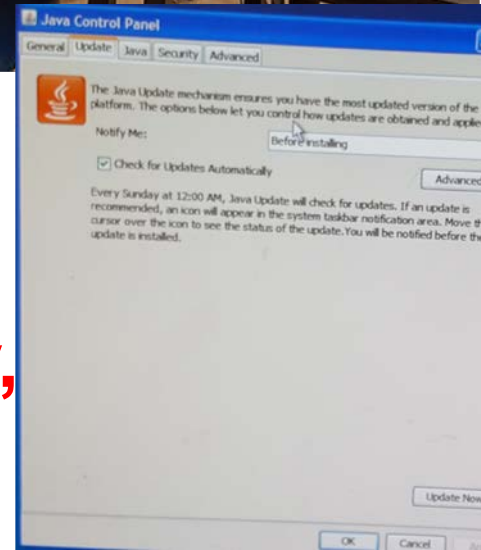 Java Control Panel
General Update Java Security Advanced
The Java Update mechanism ensures you have the most updated version of the
platform. The options below let you control how updates are obtained and applie
Notify Me:
Before installing
Check for Updates Automatically
Advanced
Every Sunday at 12:00 AM, Java Update will check for updates. If an update is
recommended, an icon will appear in the system taskbar notification area. Move th
cursor over the icon to see the status of the update.You will be notified before the
update is installed.
Update Now
OK Cancel